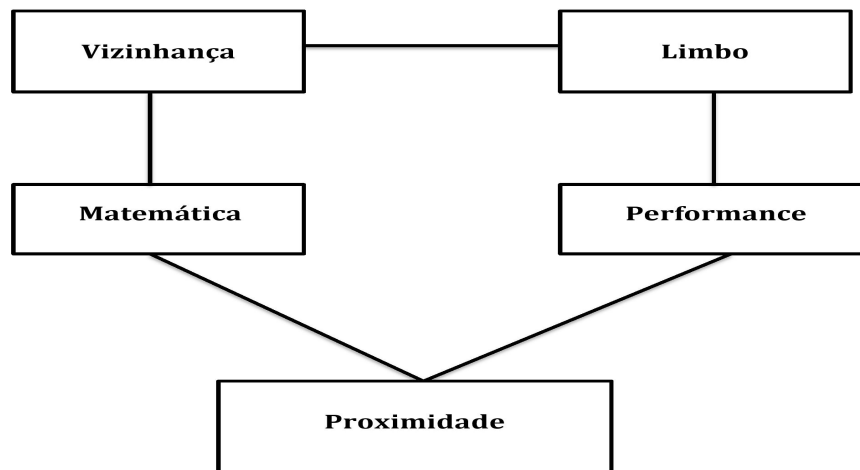 Vizinhança
Limbo
Matemática
Performance
Proximidade